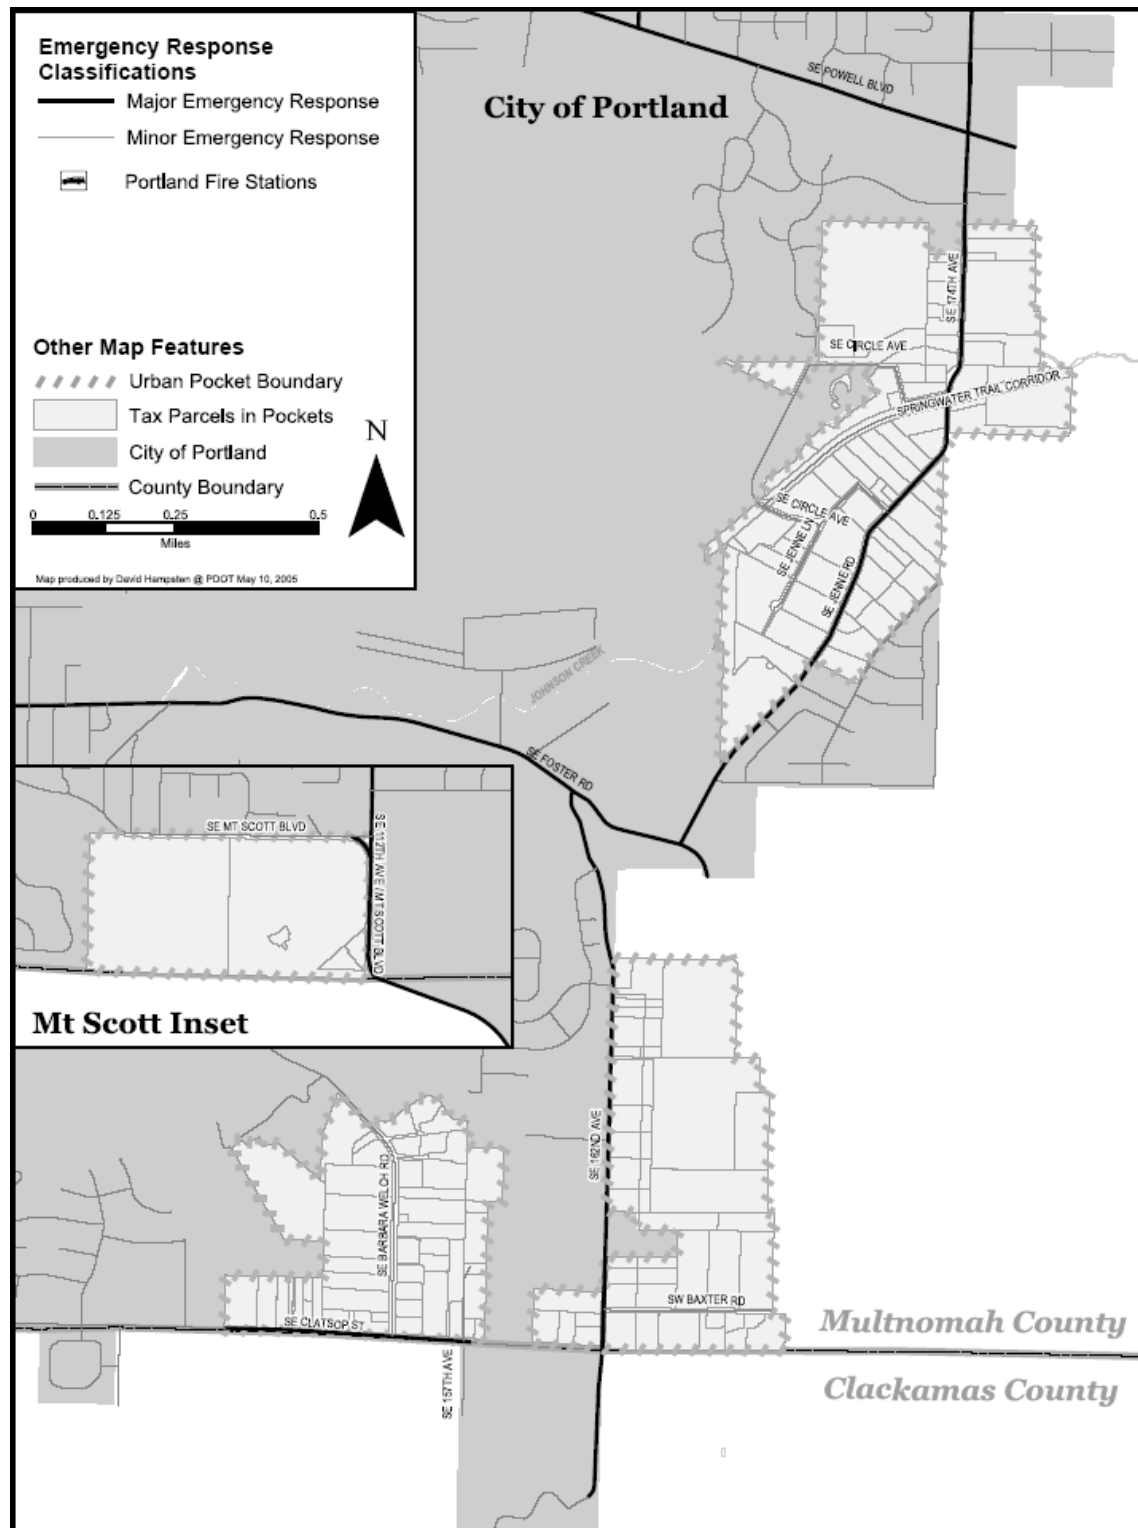 Emergency Response
Classifications
Major Emergency Response
Minor Emergency Response
Portland Fire Stations
Other Map Features
Urban Pocket Boundary
Tax Parcels in Pockets
City of Portland
County Boundary
N
0 0.125 0.25 0.5
Miles
Map produced by David Hampsten @ PDOT May 10, 2005
City of Portland
SE POWELL BLVD
SE 174TH AVE
SE CIRCLE AVE
SPRINGWATER TRAIL CORRIDOR
SE CIRCLE AVE
SE JENNE LN
SE JENNE RD
JOHNSON CREEK
SE FOSTER RD
SE MT SCOTT BLVD
SE 112TH AVE / MT SCOTT BLVD
Mt Scott Inset
SE 162ND AVE
SE BARBARA WELCH RD
SE CLATSOP ST
SW BAXTER RD
SE 157TH AVE
Multnomah County
Clackamas County